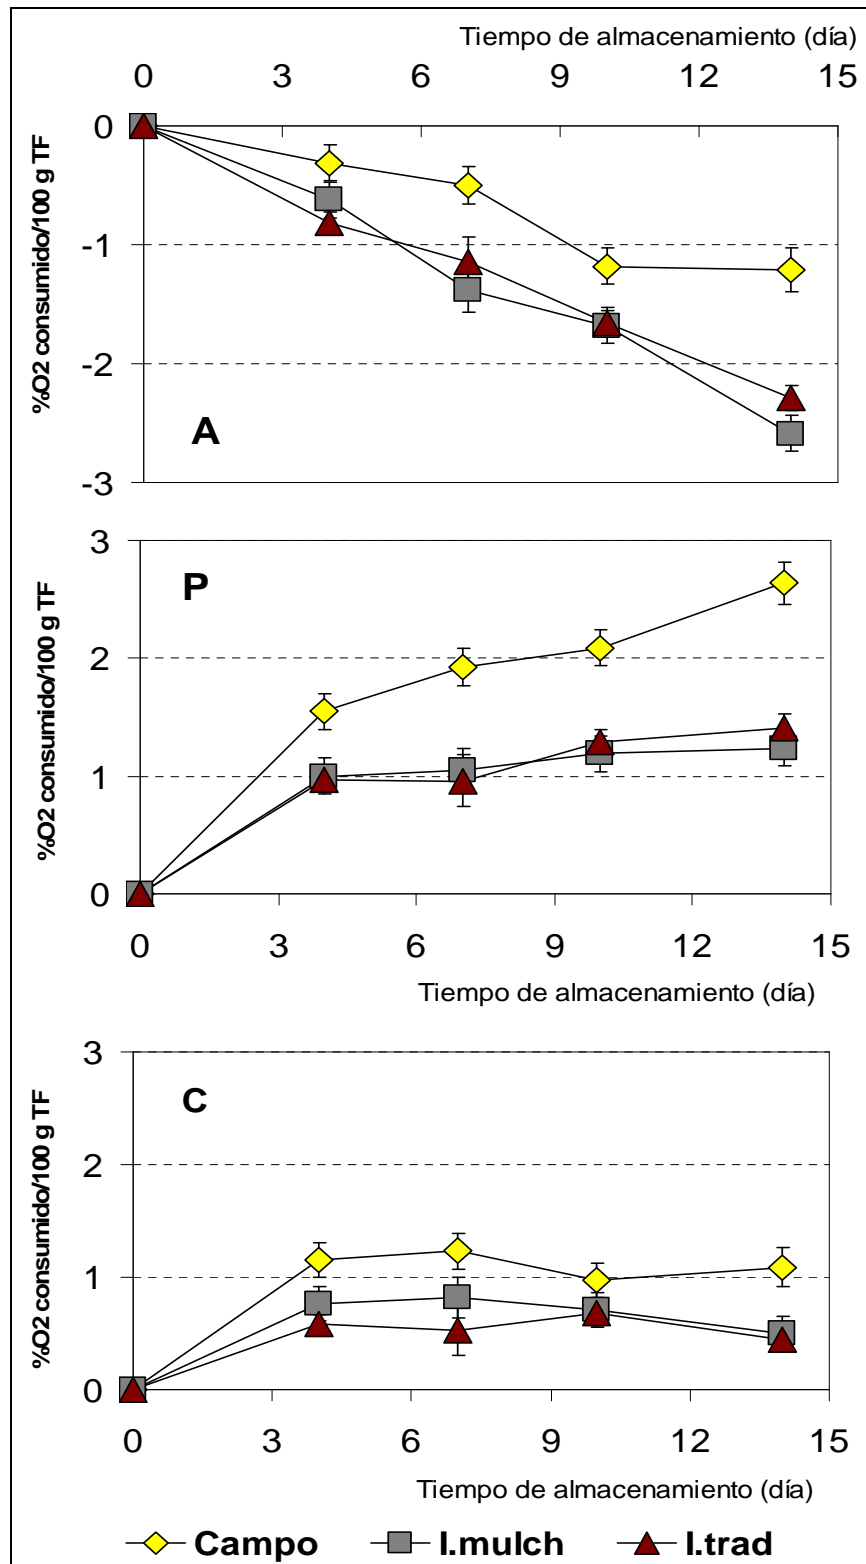 Tiempo de almacenamiento (día)
0 3 6 9 12 15
%O2 consumido/100 g TF
0
-1
-2
-3
A
%O2 consumido/100 g TF
3
2
1
0
P
0 3 6 9 12 15
Tiempo de almacenamiento (día)
%O2 consumido/100 g TF
3
2
1
0
C
0 3 6 9 12 15
Tiempo de almacenamiento (día)
Campo I.mulch I.trad